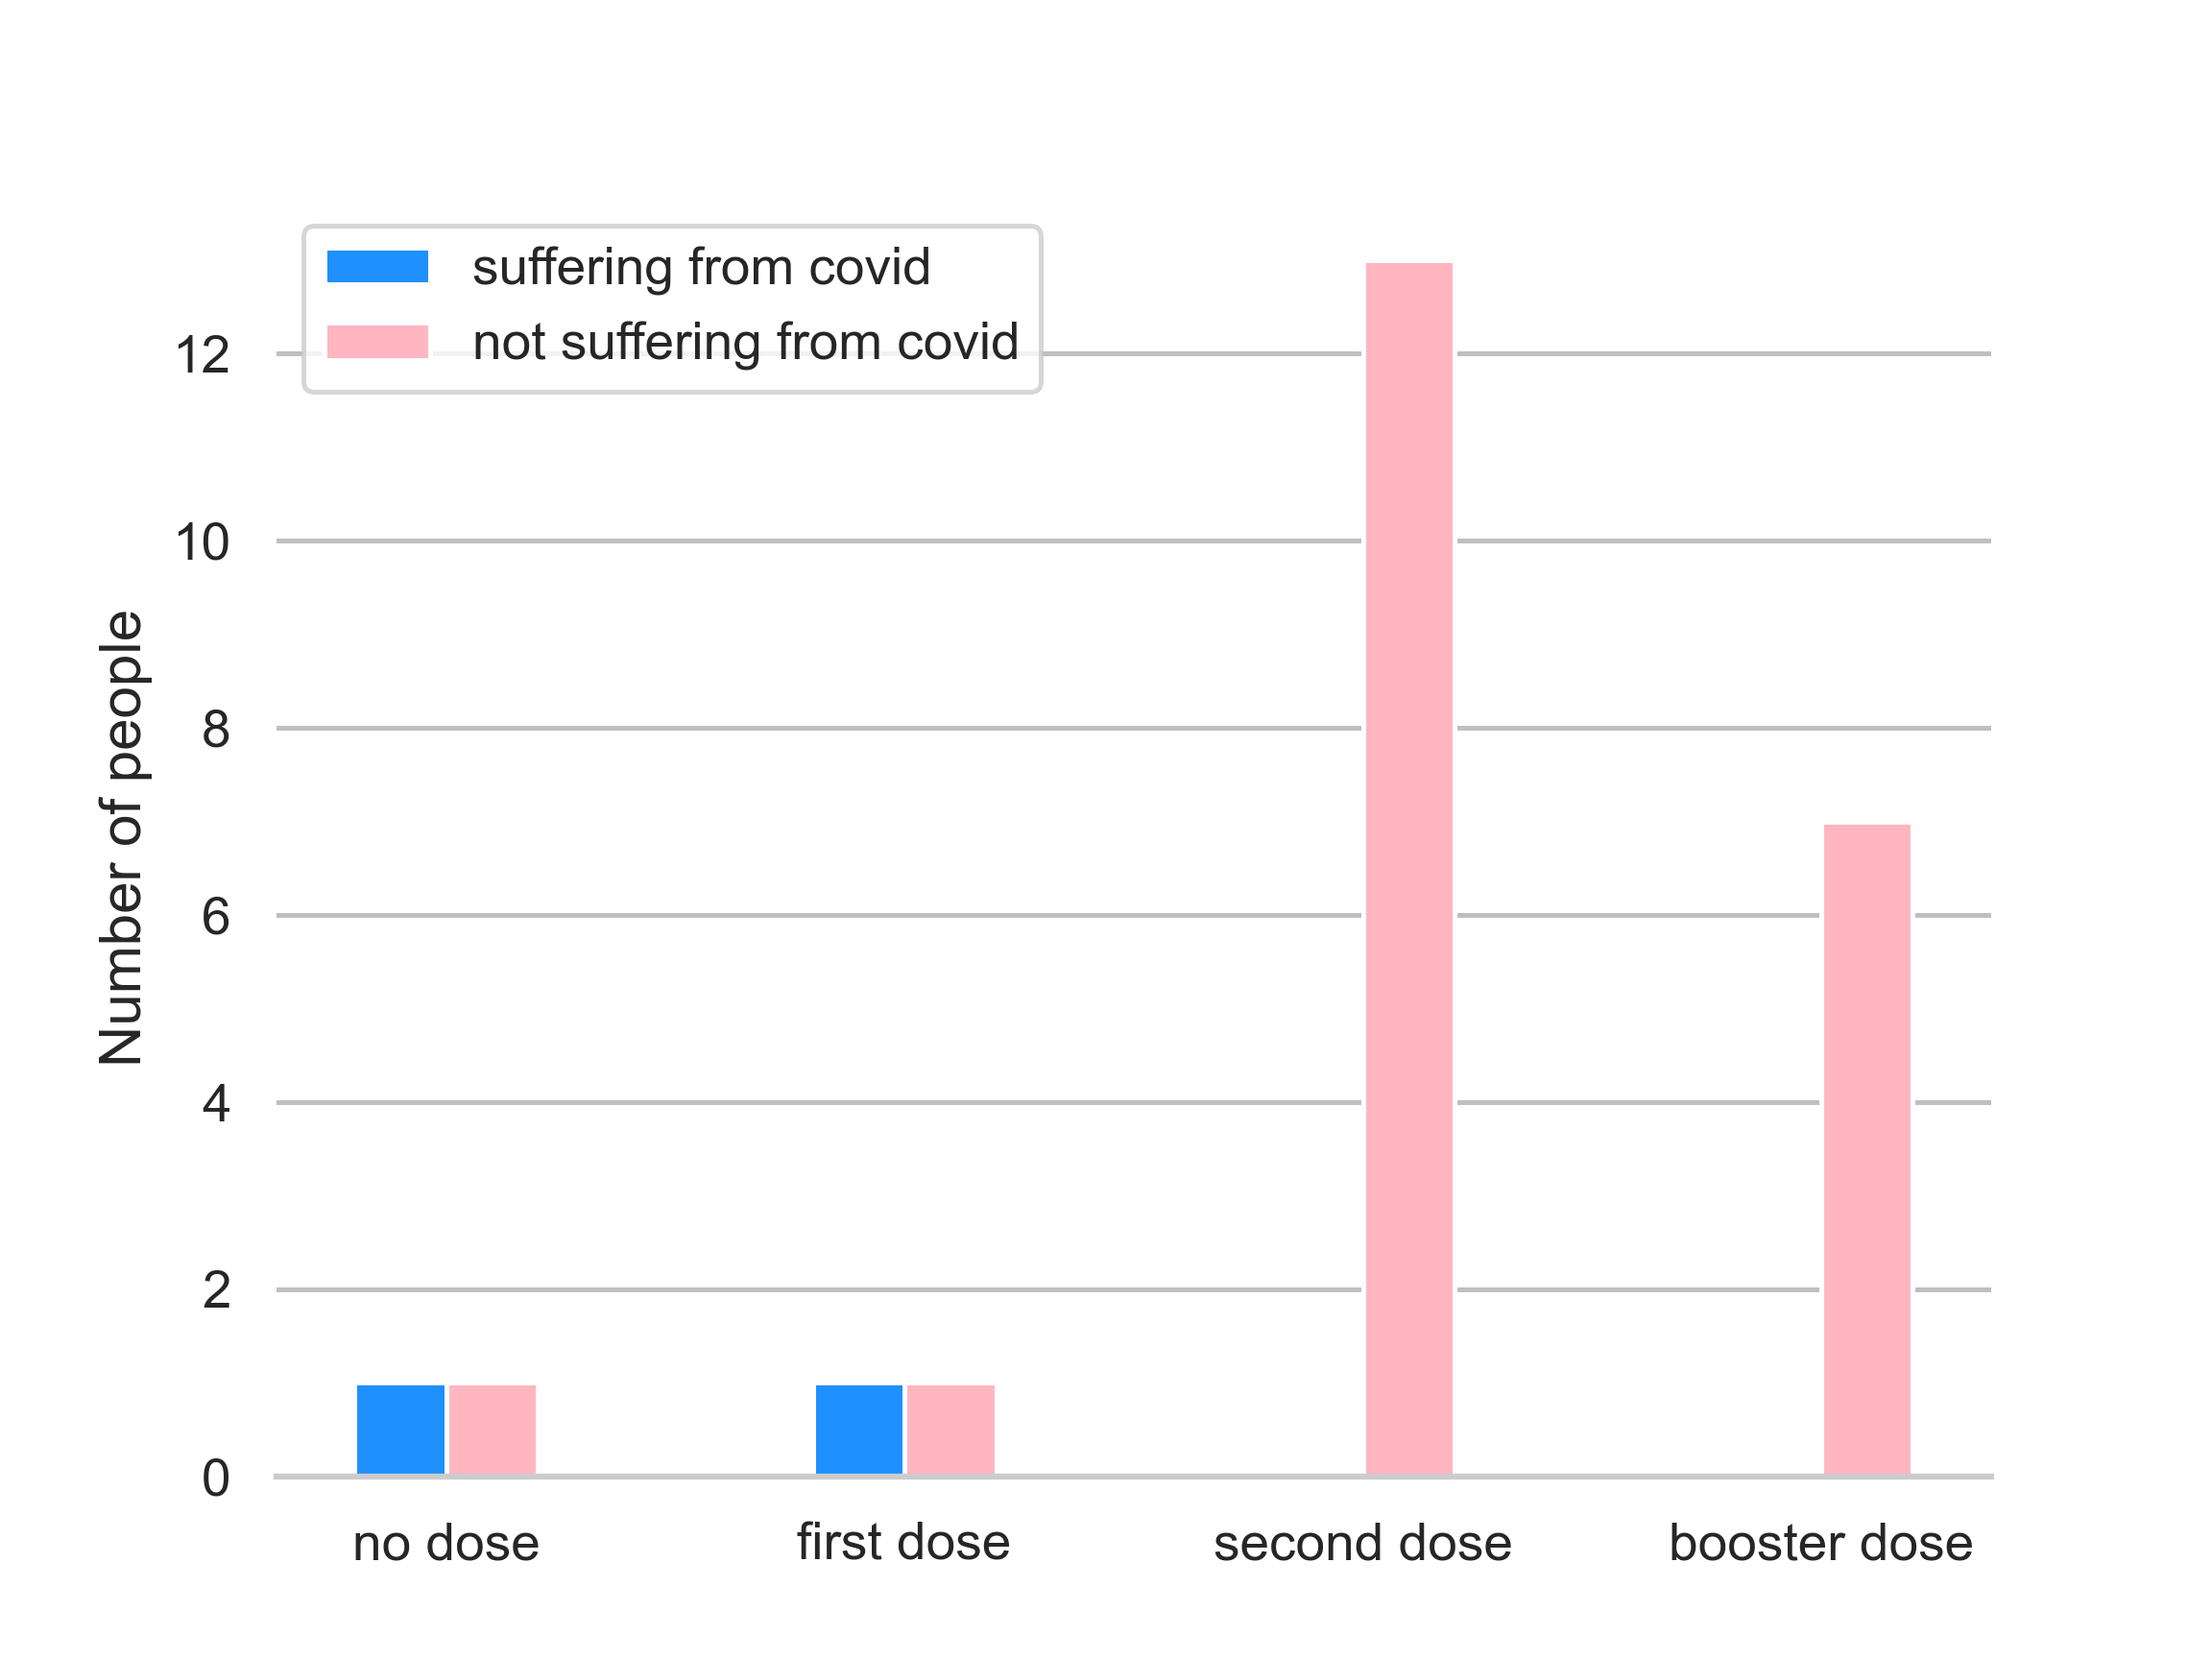 suffering from covid
not suffering from covid
12
10
8
6
4
2
0
Number of people
no dose first dose second dose booster dose